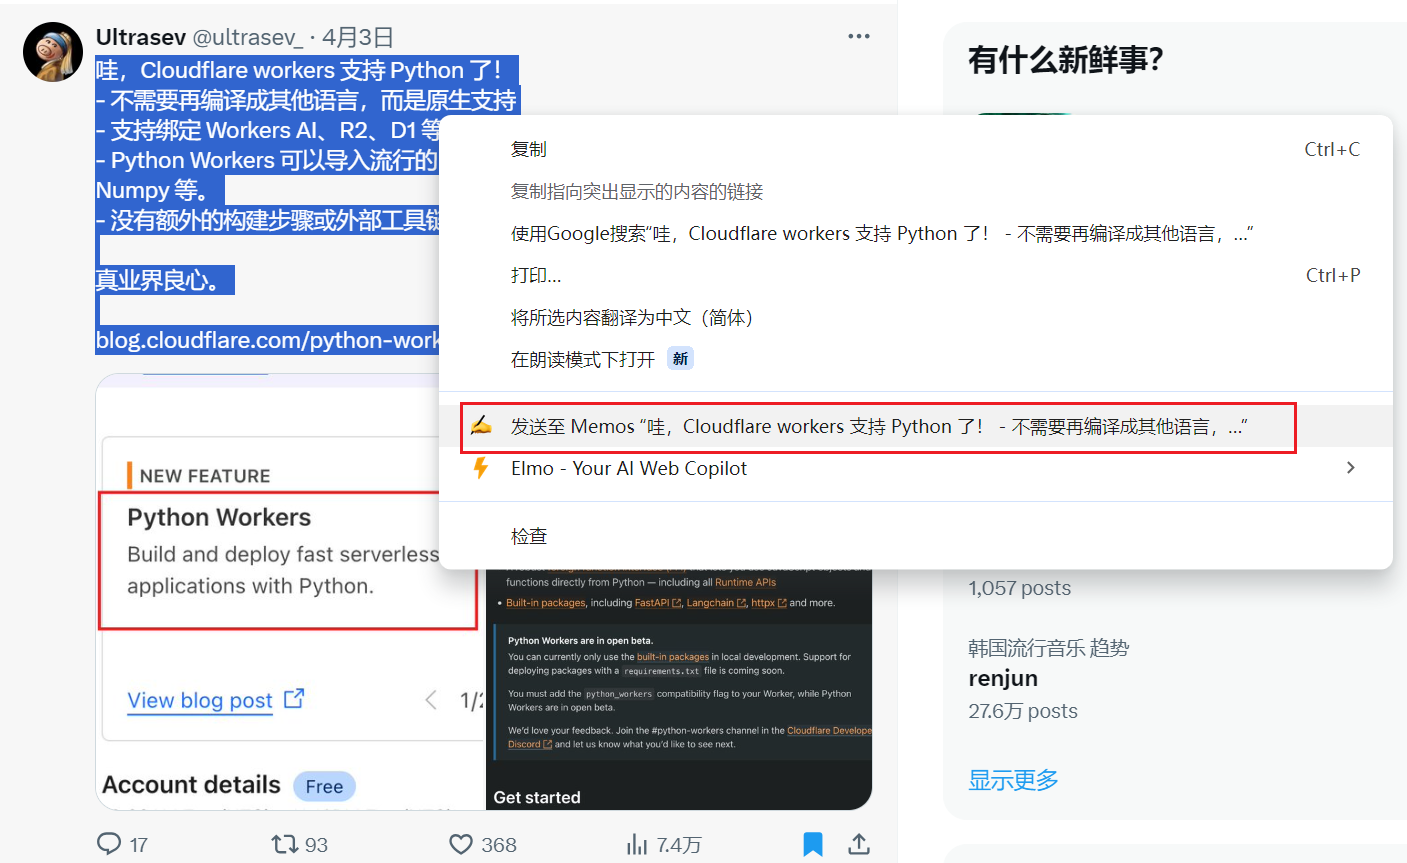 Ultrasev @ultrasev_ · 4月3日
哇，Cloudflare workers 支持 Python 了！
- 不需要再编译成其他语言，而是原生支持
- 支持绑定 Workers AI、R2、D1 等
- Python Workers 可以导入流行的
Numpy 等。
- 没有额外的构建步骤或外部工具链
真业界良心。
blog.cloudflare.com/python-work
NEW FEATURE
Python Workers
Build and deploy fast serverless
applications with Python.
View blog post
1/2
Account details Free
functions directly from Python — including all Runtime APIs
• Built-in packages, including FastAPI, Langchain, httpx and more.
Python Workers are in open beta.
You can currently only use the built-in packages in local development. Support for
deploying packages with a requirements.txt file is coming soon.
You must add the python_workers compatibility flag to your Worker, while Python
Workers are in open beta.
We'd love your feedback. Join the #python-workers channel in the Cloudflare Develope
Discord and let us know what you'd like to see next.
Get started
17
93
368
7.4万
复制 Ctrl+C
复制指向突出显示的内容的链接
使用Google搜索“哇，Cloudflare workers 支持 Python 了！ - 不需要再编译成其他语言，...”
打印... Ctrl+P
将所选内容翻译为中文（简体）
在朗读模式下打开 新
发送至 Memos “哇，Cloudflare workers 支持 Python 了！ - 不需要再编译成其他语言，...”
Elmo - Your AI Web Copilot
检查
有什么新鲜事？
1,057 posts
韩国流行音乐 趋势
renjun
27.6万 posts
显示更多